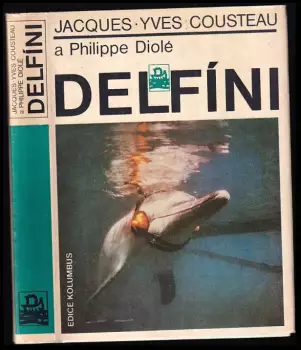 JACQUES-YVES COUSTEAU
a Philippe Diolé
DELFÍNI
EDICE KOLUMBUS
JACQUES-YVES COUSTEAU
a PHILIPPE DIOLÉ
DELFÍNI